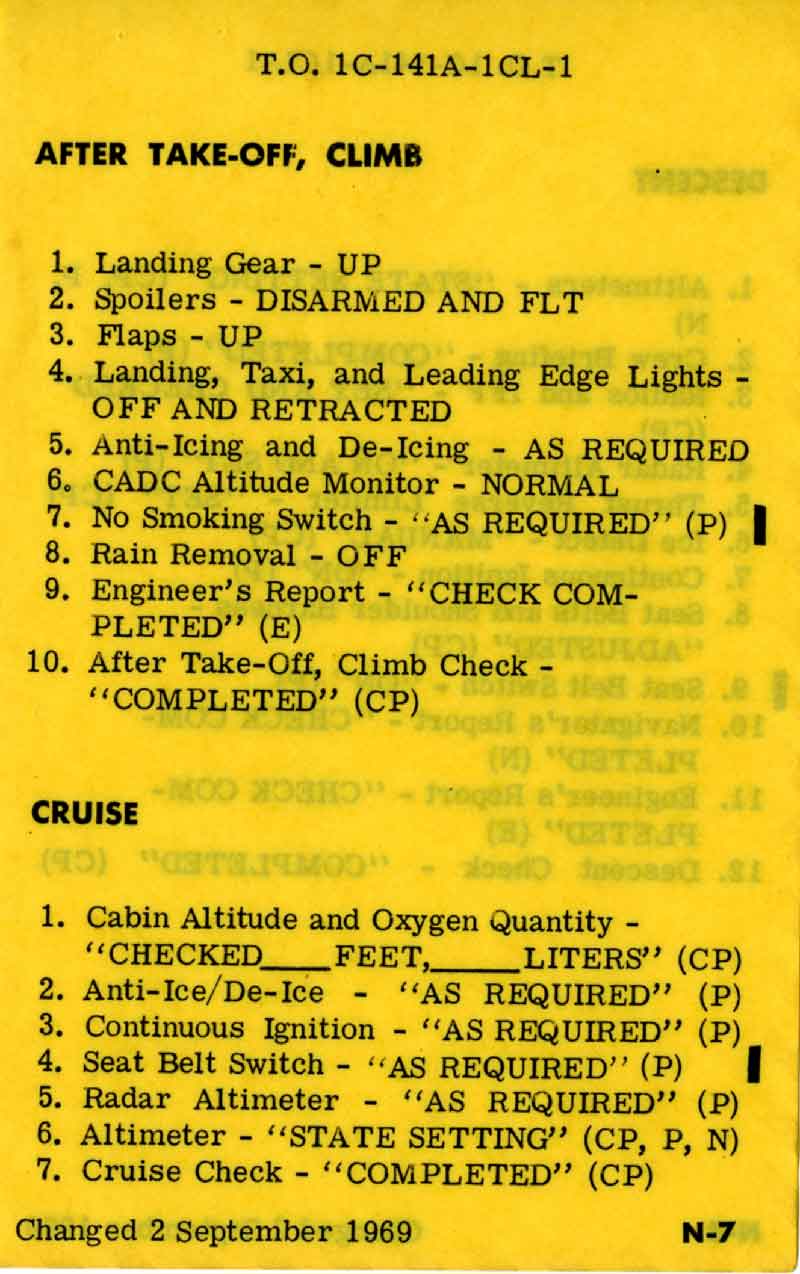 T.O. 1C-141A-1CL-1
AFTER TAKE-OFF, CLIMB
1. Landing Gear - UP
2. Spoilers - DISARMED AND FLT
3. Flaps - UP
4. Landing, Taxi, and Leading Edge Lights -
OFF AND RETRACTED
5. Anti-Icing and De-Icing - AS REQUIRED
6. CADC Altitude Monitor - NORMAL
7. No Smoking Switch - "AS REQUIRED" (P)
8. Rain Removal - OFF
9. Engineer's Report - "CHECK COM-
PLETED" (E)
10. After Take-Off, Climb Check -
"COMPLETED" (CP)
CRUISE
1. Cabin Altitude and Oxygen Quantity -
"CHECKED____FEET,_____LITERS" (CP)
2. Anti-Ice/De-Ice - "AS REQUIRED" (P)
3. Continuous Ignition - "AS REQUIRED" (P)
4. Seat Belt Switch - "AS REQUIRED" (P)
5. Radar Altimeter - "AS REQUIRED" (P)
6. Altimeter - "STATE SETTING" (CP, P, N)
7. Cruise Check - "COMPLETED" (CP)
Changed 2 September 1969 N-7